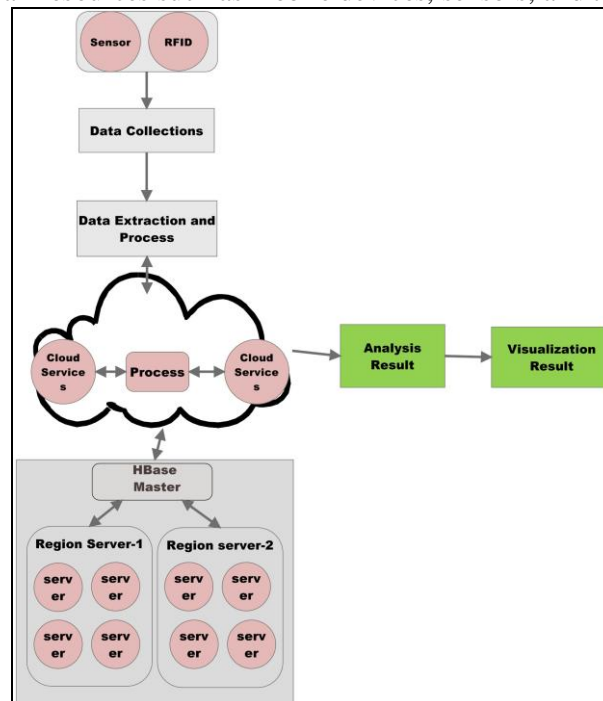 Sensor
RFID
Data Collections
Data Extraction and
Process
Cloud
Service
s
Process
Cloud
Service
s
Analysis
Result
Visualization
Result
HBase
Master
Region Server-1
Region server-2
serv
er
serv
er
serv
er
serv
er
serv
er
serv
er
serv
er
serv
er